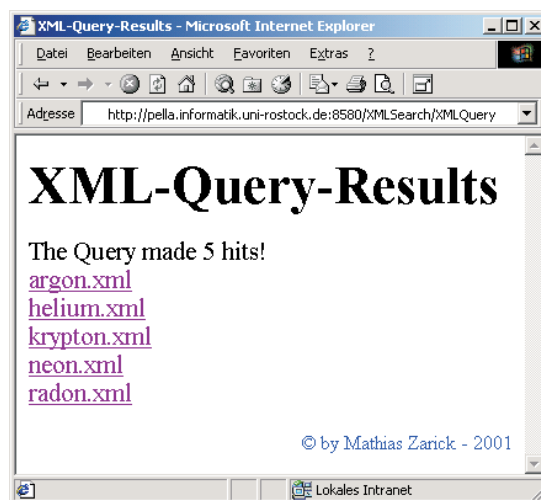 XML-Query-Results - Microsoft Internet Explorer
Datei Bearbeiten Ansicht Favoriten Extras ?
Adresse http://pella.informatik.uni-rostock.de:8580/XMLSearch/XMLQuery
XML-Query-Results
The Query made 5 hits!
argon.xml
helium.xml
krypton.xml
neon.xml
radon.xml
© by Mathias Zarick - 2001
Lokales Intranet